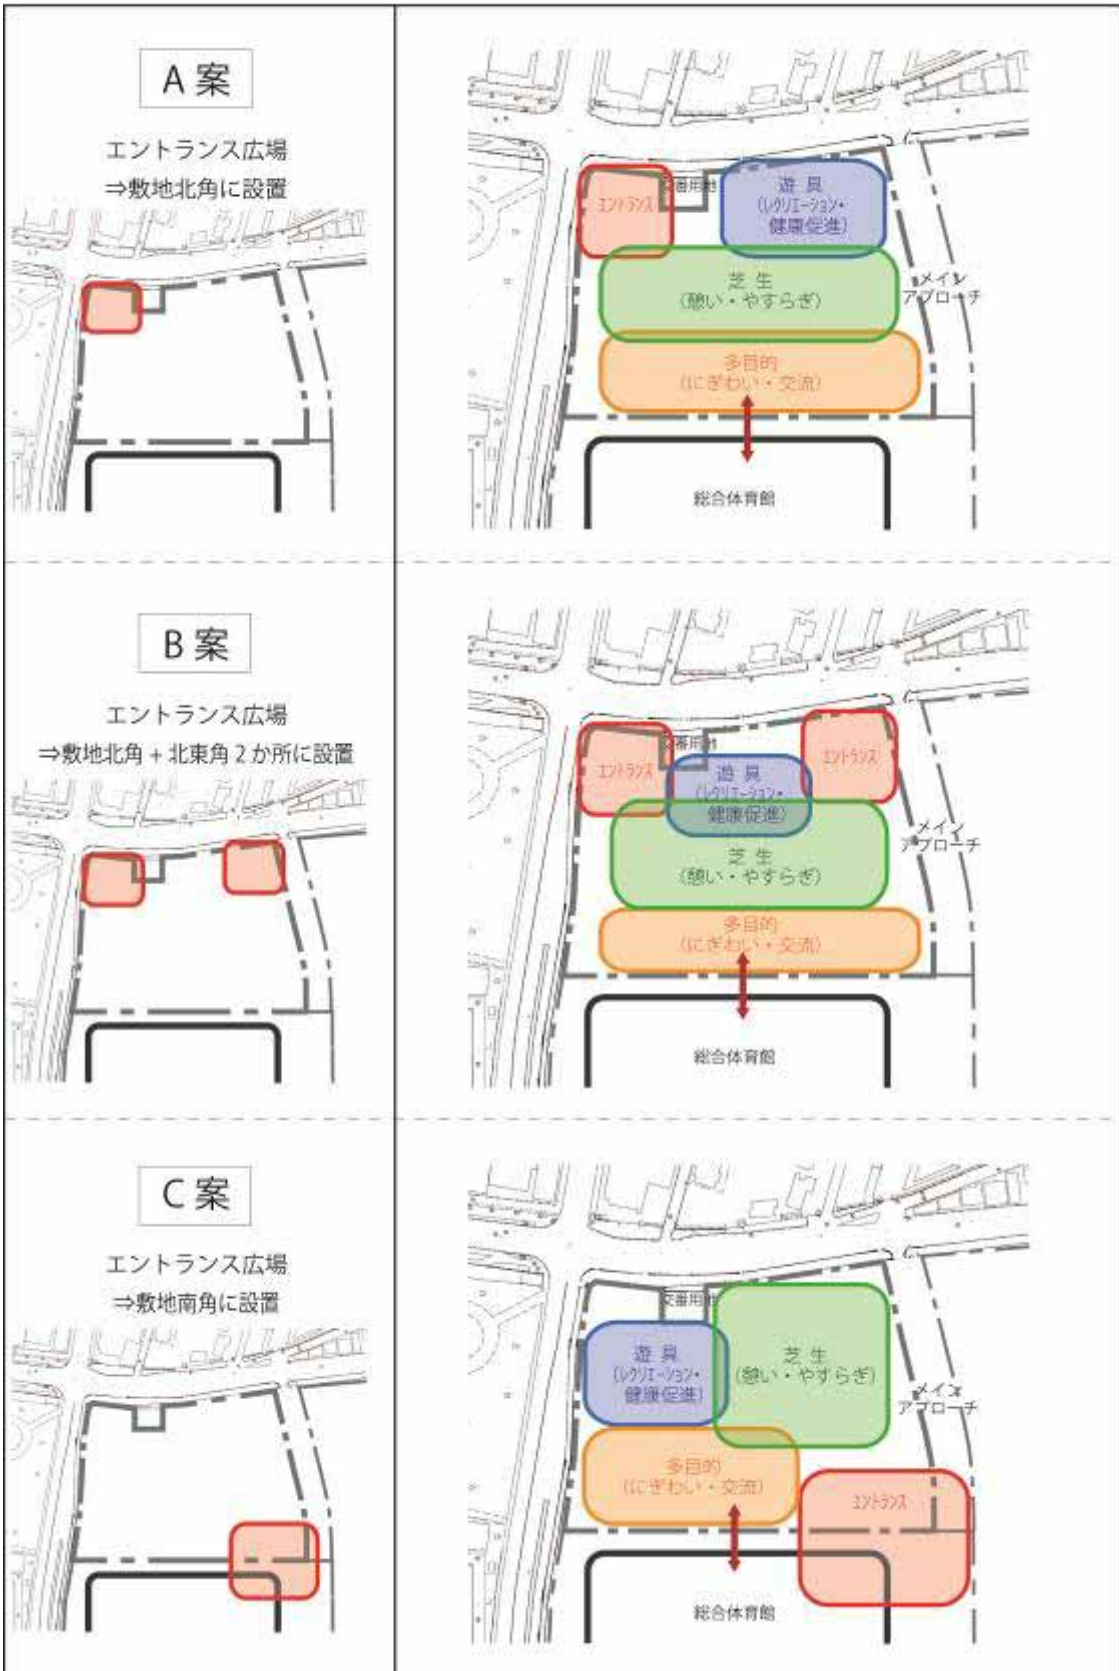 A 案
エントランス広場
⇒敷地北角に設置
交番用地
エントランス
遊 具
(レクリエーション・
健康促進)
芝 生
(憩い・やすらぎ)
メイン
アプローチ
多目的
(にぎわい・交流)
総合体育館
B 案
エントランス広場
⇒敷地北角 + 北東角 2 か所に設置
交番用地
エントランス
エントランス
遊 具
(レクリエーション・
健康促進)
芝 生
(憩い・やすらぎ)
メイン
アプローチ
多目的
(にぎわい・交流)
総合体育館
C 案
エントランス広場
⇒敷地南角に設置
交番用地
遊 具
(レクリエーション・
健康促進)
芝 生
(憩い・やすらぎ)
メイン
アプローチ
多目的
(にぎわい・交流)
エントランス
総合体育館